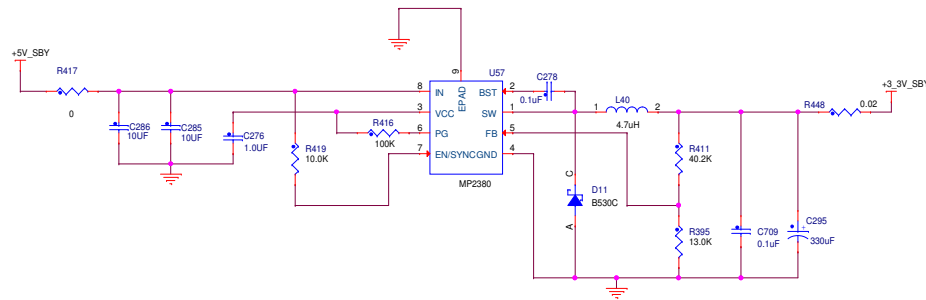 +5V_SBY
R417
0
C286
10UF
C285
10UF
C276
1.0UF
R416
100K
R419
10.0K
9
U57
8
IN
EPAD
BST
2
3
VCC
SW
1
6
PG
FB
5
7
EN/SYNC
GND
4
MP2380
C278
0.1uF
1
L40
2
4.7uH
C
D11
B530C
A
R411
40.2K
R395
13.0K
C709
0.1uF
+
C295
330uF
R448
0.02
+3_3V_SBY